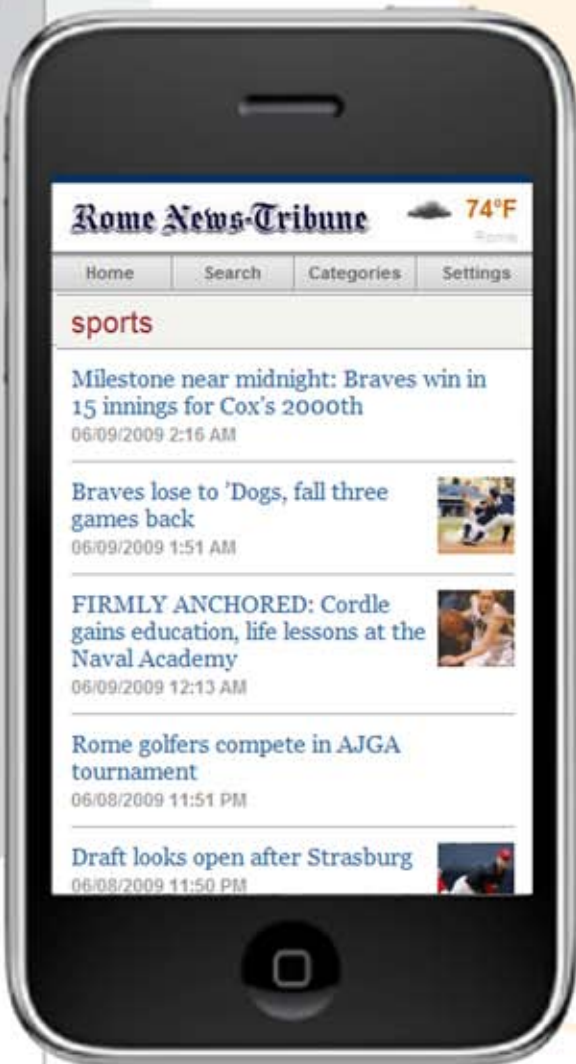 Rome News-Tribune
74°F
Rome
Home Search Categories Settings
sports
Milestone near midnight: Braves win in
15 innings for Cox's 2000th
06/09/2009 2:16 AM
Braves lose to 'Dogs, fall three
games back
06/09/2009 1:51 AM
FIRMLY ANCHORED: Cordle
gains education, life lessons at the
Naval Academy
06/09/2009 12:13 AM
Rome golfers compete in AJGA
tournament
06/08/2009 11:51 PM
Draft looks open after Strasburg
06/08/2009 11:50 PM